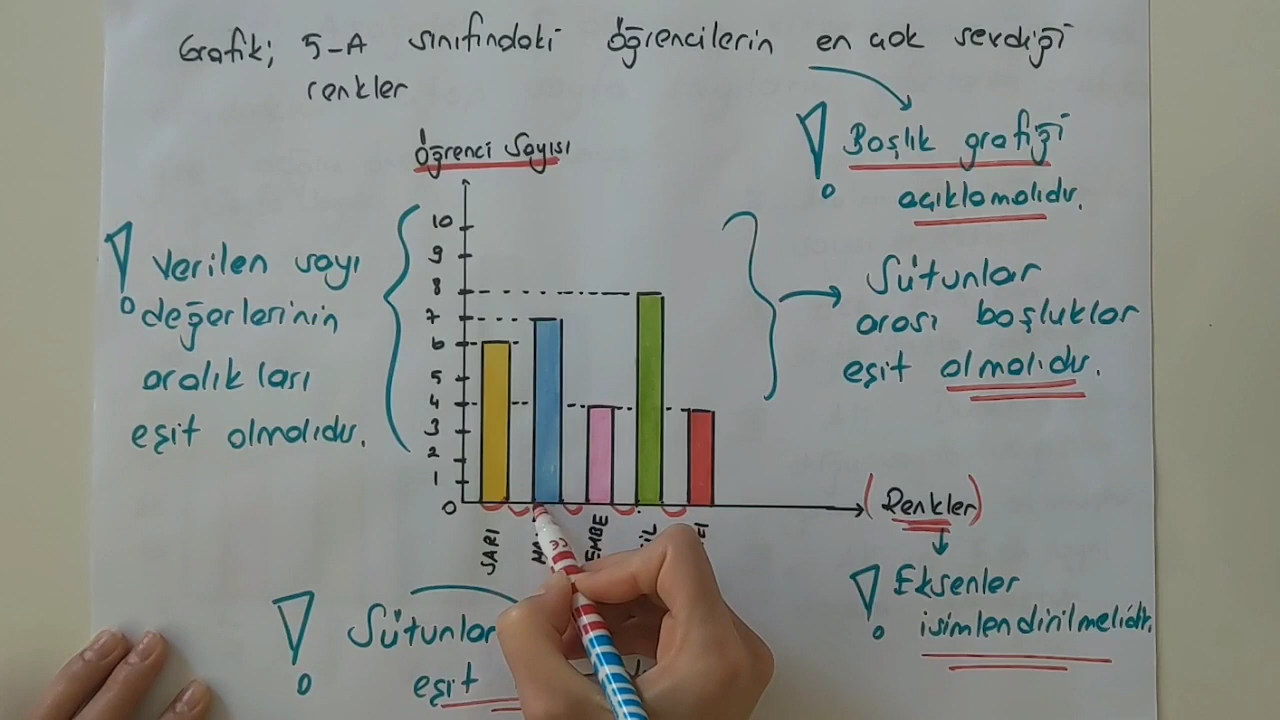 Grafik; 5-A sınıfındaki öğrencilerin en çok sevdiği
renkler
Öğrenci Sayısı
Başlık grafiği
açıklamalıdır.
10
9
8
7
6
5
4
3
2
1
0
Verilen sayı
değerlerinin
aralıkları
eşit olmalıdır.
Sütunlar
arası boşluklar
eşit olmalıdır.
(Renkler)
SARI
Eksenler
isimlendirilmelidir.
Sütunlar
eşit